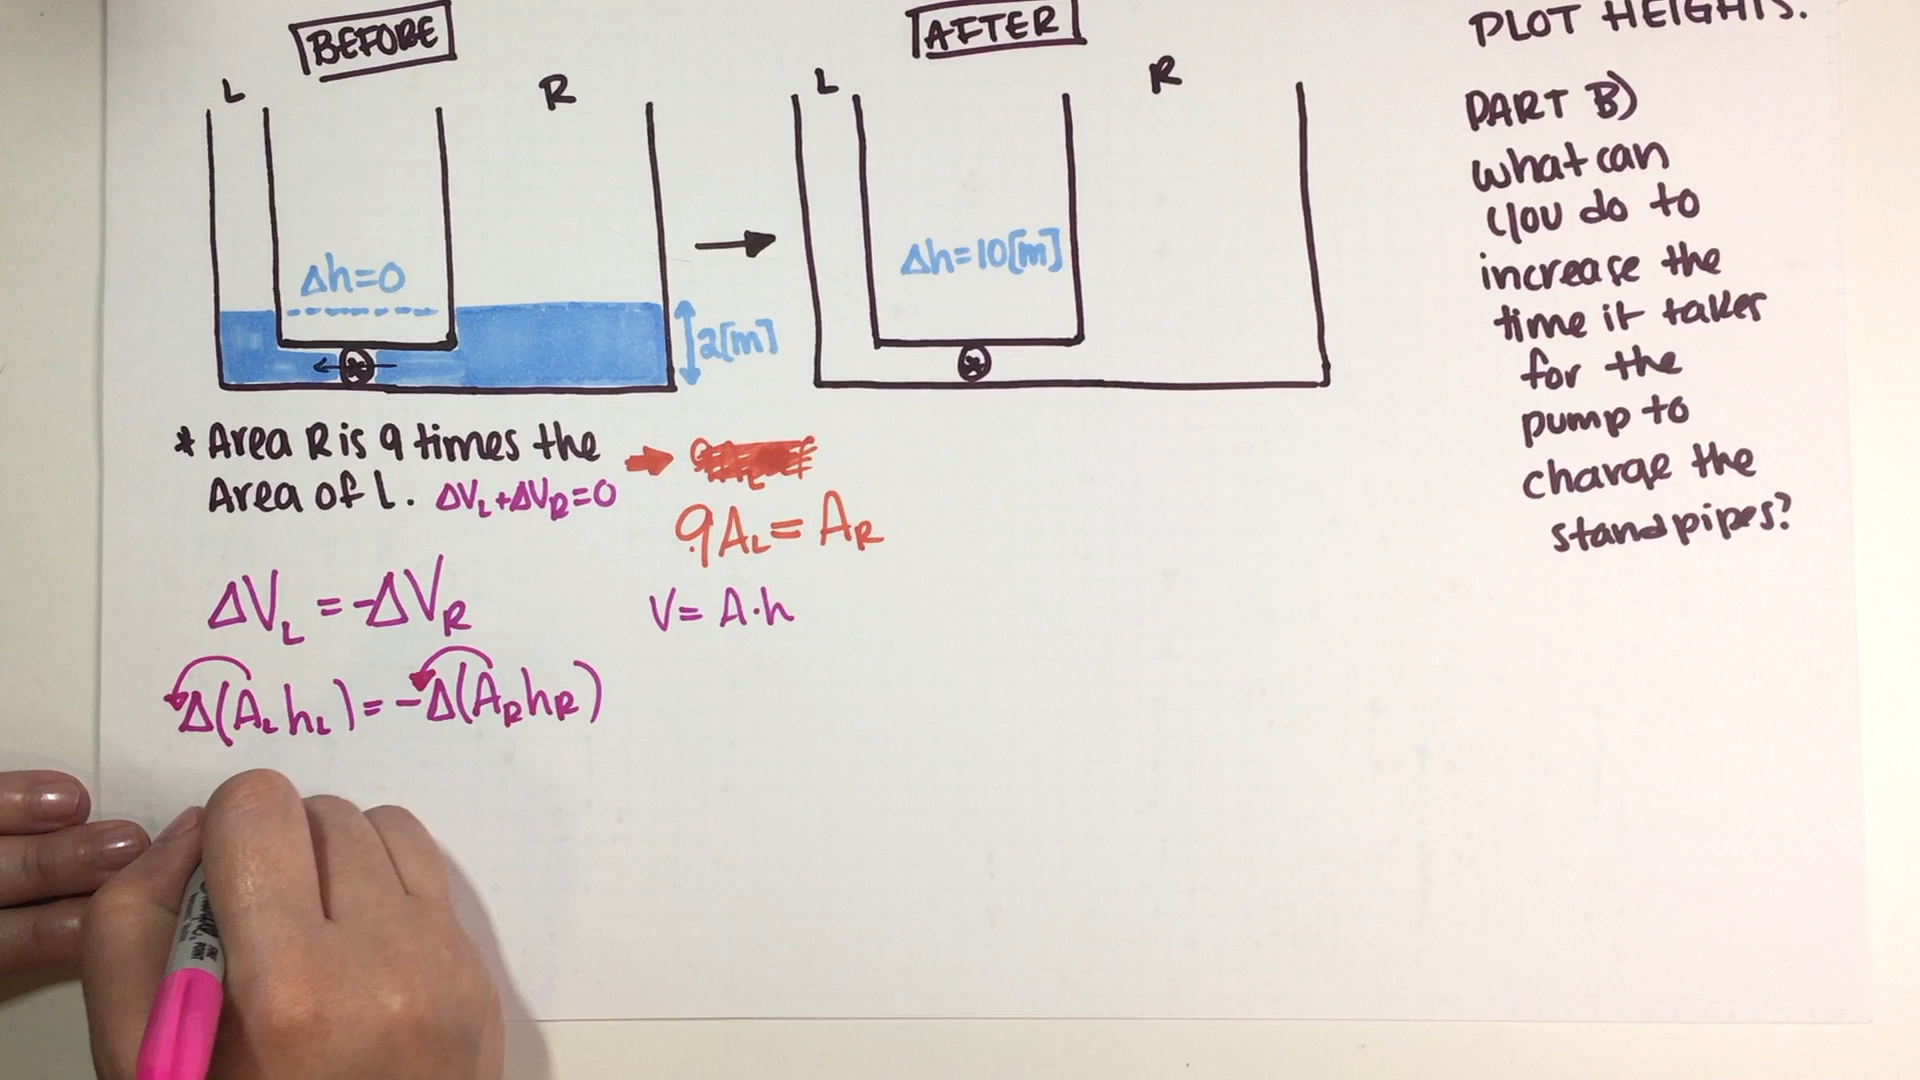 BEFORE
L
R
Δh=0
2[m]
AFTER
L
R
Δh=10[m]
* Area R is 9 times the
Area of L. ΔV_L+ΔV_R=0
9A_L = A_R
ΔV_L = -ΔV_R
V= A·h
Δ(A_L h_L) = -Δ(A_R h_R)
PLOT HEIGHTS.
PART B)
what can
you do to
increase the
time it takes
for the
pump to
charge the
standpipes?